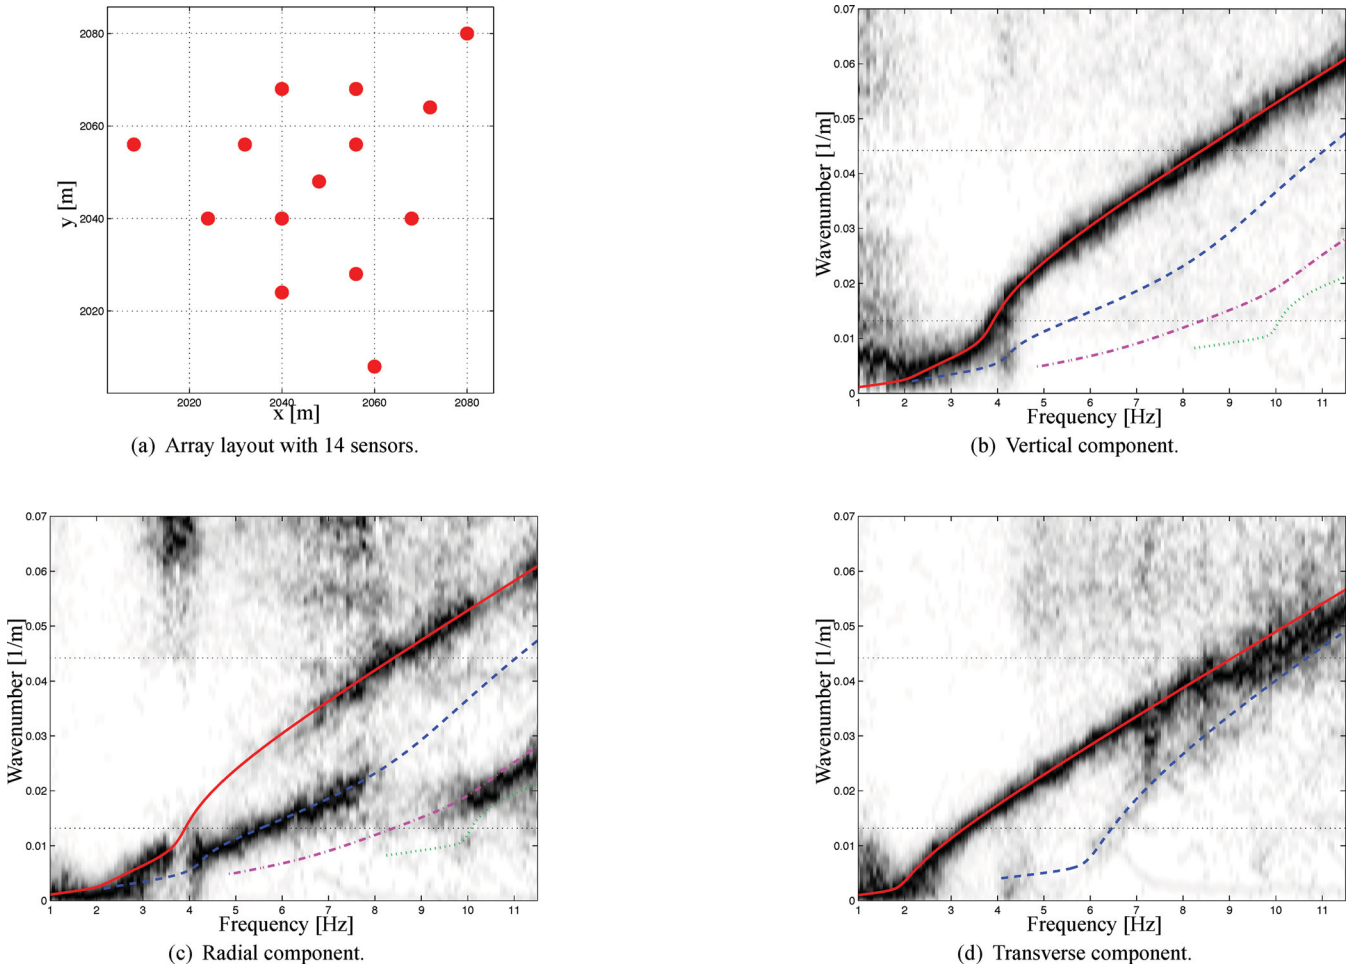 2080
2060
2040
2020
y [m]
2020 2040 2060 2080
x [m]
(a) Array layout with 14 sensors.
0.07
0.06
0.05
0.04
0.03
0.02
0.01
0
Wavenumber [1/m]
1 2 3 4 5 6 7 8 9 10 11
Frequency [Hz]
(b) Vertical component.
0.07
0.06
0.05
0.04
0.03
0.02
0.01
0
Wavenumber [1/m]
1 2 3 4 5 6 7 8 9 10 11
Frequency [Hz]
(c) Radial component.
0.07
0.06
0.05
0.04
0.03
0.02
0.01
0
Wavenumber [1/m]
1 2 3 4 5 6 7 8 9 10 11
Frequency [Hz]
(d) Transverse component.